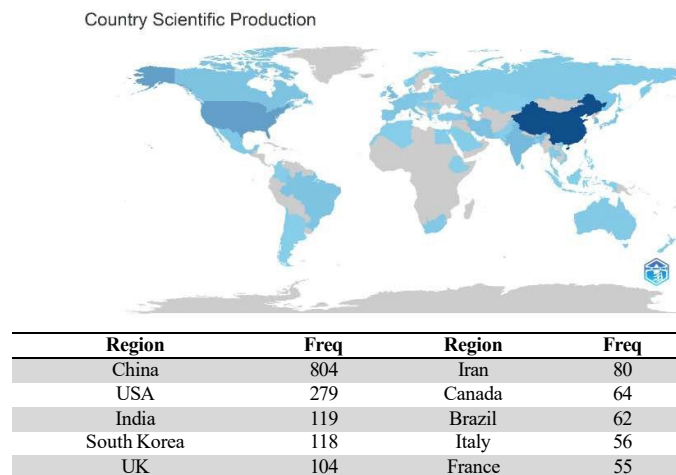 Country Scientific Production
Region Freq Region Freq
China 804 Iran 80
USA 279 Canada 64
India 119 Brazil 62
South Korea 118 Italy 56
UK 104 France 55